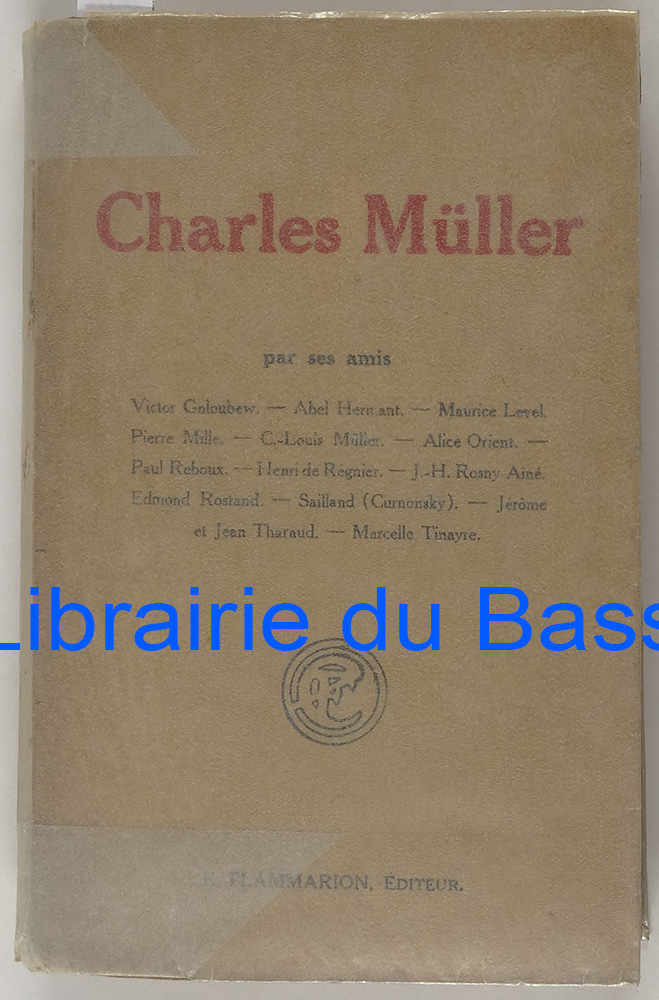 Charles Müller
par ses amis
Victor Goloubew. — Abel Hermant. — Maurice Level.
Pierre Mille. — C.-Louis Müller. — Alice Orient. —
Paul Reboux. — Henri de Régnier. — J.-H. Rosny Ainé.
Edmond Rostand. — Sailland (Curnonsky). — Jérôme
et Jean Tharaud. — Marcelle Tinayre.
Librairie du Bass
E. FLAMMARION, ÉDITEUR.